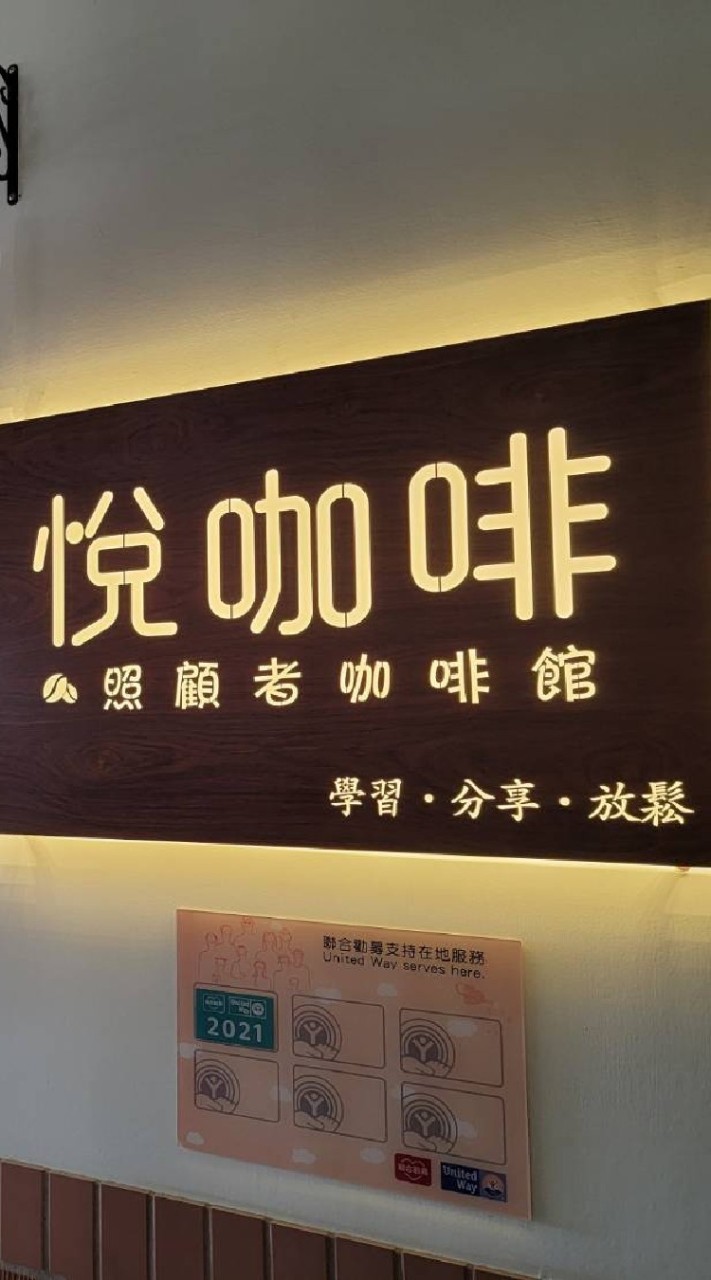 悅咖啡
照顧者咖啡館
學習・分享・放鬆
聯合勸募支持在地服務
United Way serves here.
2021
United
Way